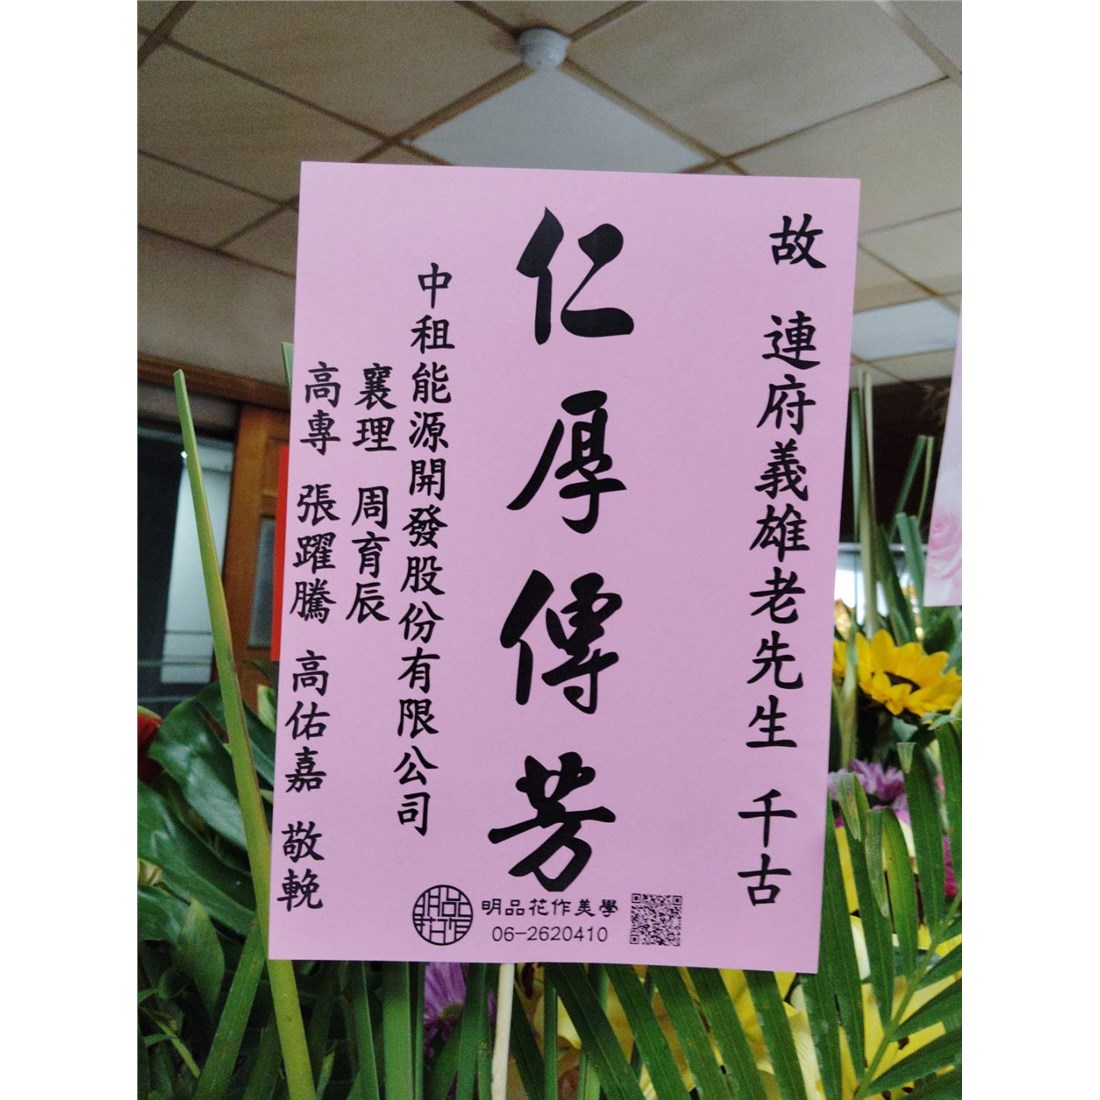 故 連府義雄老先生 千古
仁厚傳芳
中租能源開發股份有限公司
襄理 周育辰
高專 張躍騰 高佑嘉 敬輓
明品花作美學
06-2620410